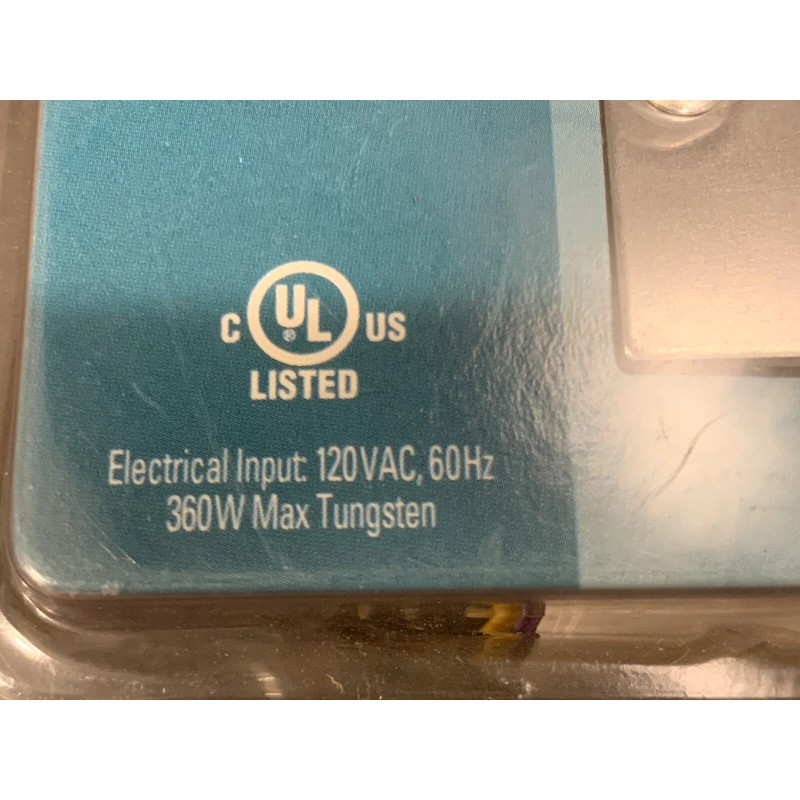 C UL® US
LISTED
Electrical Input: 120VAC, 60Hz
360W Max Tungsten